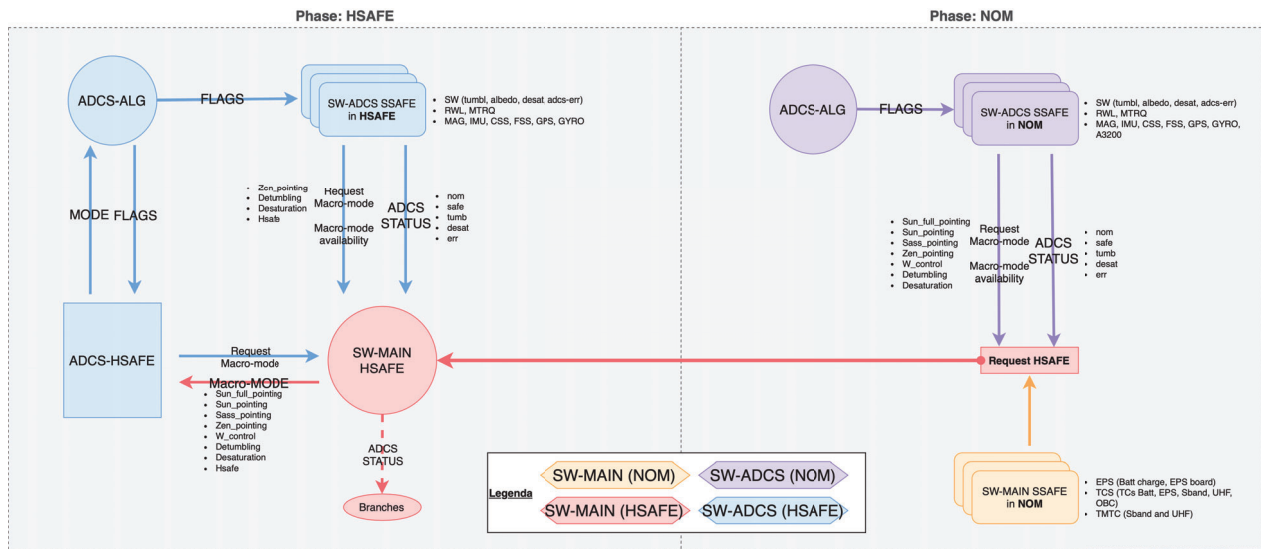 Phase: HSAFE
Phase: NOM
ADCS-ALG
FLAGS
SW-ADCS SSAFE
in HSAFE
• SW (tumbl, albedo, desat adcs-err)
• RWL, MTRQ
• MAG, IMU, CSS, FSS, GPS, GYRO
MODE
FLAGS
• Zen_pointing
• Detumbling
• Desaturation
• Hsafe
Request
Macro-mode
Macro-mode
availability
ADCS
STATUS
• nom
• safe
• tumb
• desat
• err
ADCS-HSAFE
Request
Macro-mode
Macro-MODE
• Sun_full_pointing
• Sun_pointing
• Sass_pointing
• Zen_pointing
• W_control
• Detumbling
• Desaturation
• Hsafe
SW-MAIN
HSAFE
ADCS
STATUS
Branches
ADCS-ALG
FLAGS
SW-ADCS SSAFE
in NOM
• SW (tumbl, albedo, desat, adcs-err)
• RWL, MTRQ
• MAG, IMU, CSS, FSS, GPS, GYRO,
A3200
• Sun_full_pointing
• Sun_pointing
• Sass_pointing
• Zen_pointing
• W_control
• Detumbling
• Desaturation
Request
Macro-mode
Macro-mode
availability
ADCS
STATUS
• nom
• safe
• tumb
• desat
• err
Request HSAFE
SW-MAIN SSAFE
in NOM
• EPS (Batt charge, EPS board)
• TCS (TCs Batt, EPS, Sband, UHF,
OBC)
• TMTC (Sband and UHF)
Legenda
SW-MAIN (NOM)
SW-ADCS (NOM)
SW-MAIN (HSAFE)
SW-ADCS (HSAFE)